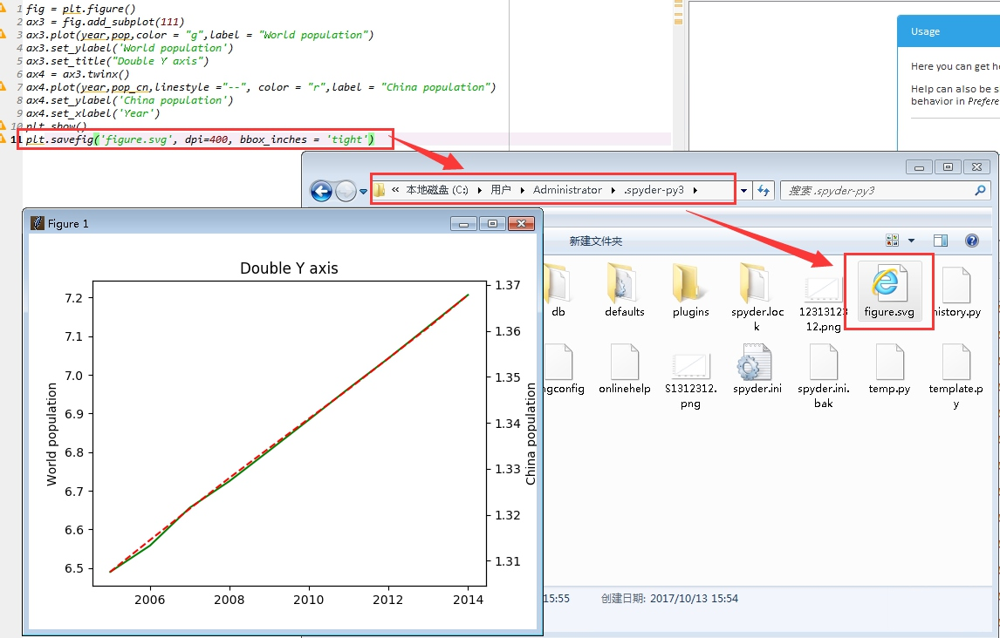 1 fig = plt.figure()
2 ax3 = fig.add_subplot(111)
3 ax3.plot(year,pop,color = "g",label = "World population")
4 ax3.set_ylabel('World population')
5 ax3.set_title("Double Y axis")
6 ax4 = ax3.twinx()
7 ax4.plot(year,pop_cn,linestyle ="--", color = "r",label = "China population")
8 ax4.set_ylabel('China population')
9 ax4.set_xlabel('Year')
10 plt.show()
11 plt.savefig('figure.svg', dpi=400, bbox_inches = 'tight')
Usage
Here you can get he
Help can also be s
behavior in Prefere
« 本地磁盘 (C:) 用户 Administrator .spyder-py3
搜索 .spyder-py3
新建文件夹
db defaults plugins spyder.loc
k 12313123
12.png figure.svg history.py
ngconfig onlinehelp S1312312.
png spyder.ini spyder.ini.
bak temp.py template.p
y
15:55 创建日期: 2017/10/13 15:54
Figure 1
Double Y axis
World population
7.2
7.1
7.0
6.9
6.8
6.7
6.6
6.5
2006 2008 2010 2012 2014
1.37
1.36
1.35
1.34
1.33
1.32
1.31
China population